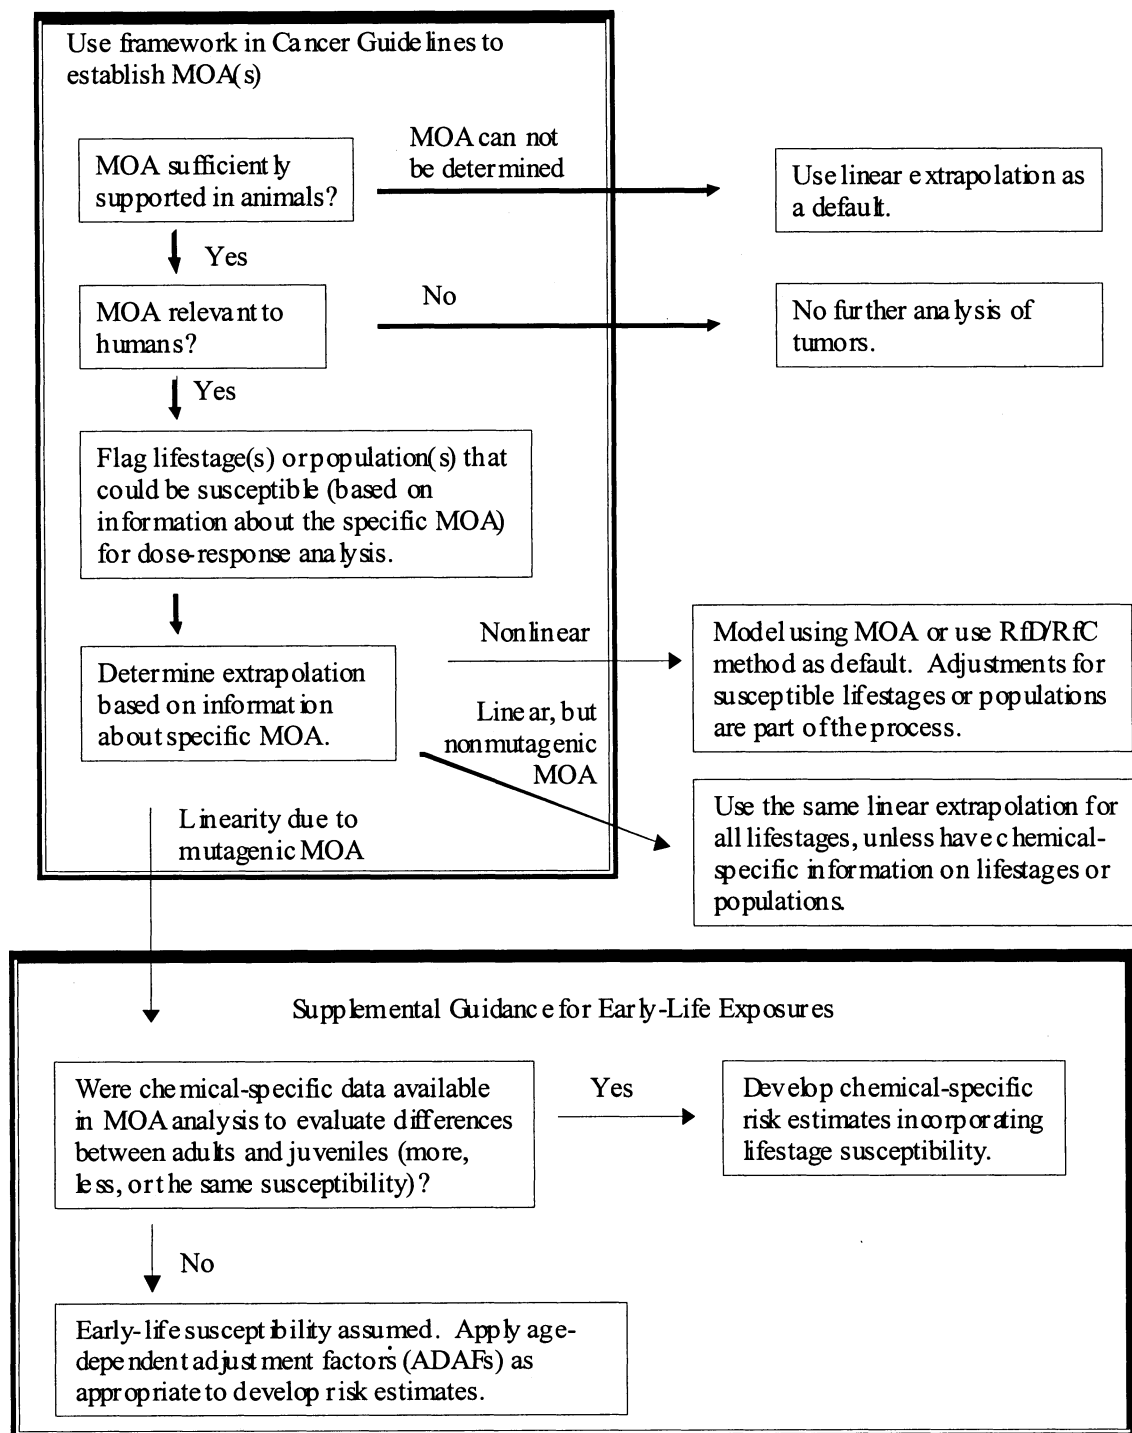 Use framework in Cancer Guidelines to
establish MOA(s)
MOA sufficiently
supported in animals?
MOA can not
be determined
Use linear extrapolation as
a default.
Yes
MOA relevant to
humans?
No
No further analysis of
tumors.
Yes
Flag lifestage(s) or population(s) that
could be susceptible (based on
information about the specific MOA)
for dose-response analysis.
Determine extrapolation
based on information
about specific MOA.
Nonlinear
Model using MOA or use RfD/RfC
method as default. Adjustments for
susceptible lifestages or populations
are part of the process.
Linear, but
nonmutagenic
MOA
Use the same linear extrapolation for
all lifestages, unless have chemical-
specific information on lifestages or
populations.
Linearity due to
mutagenic MOA
Supplemental Guidance for Early-Life Exposures
Were chemical-specific data available
in MOA analysis to evaluate differences
between adults and juveniles (more,
less, or the same susceptibility)?
Yes
Develop chemical-specific
risk estimates incorporating
lifestage susceptibility.
No
Early-life susceptibility assumed. Apply age-
dependent adjustment factors (ADAFs) as
appropriate to develop risk estimates.